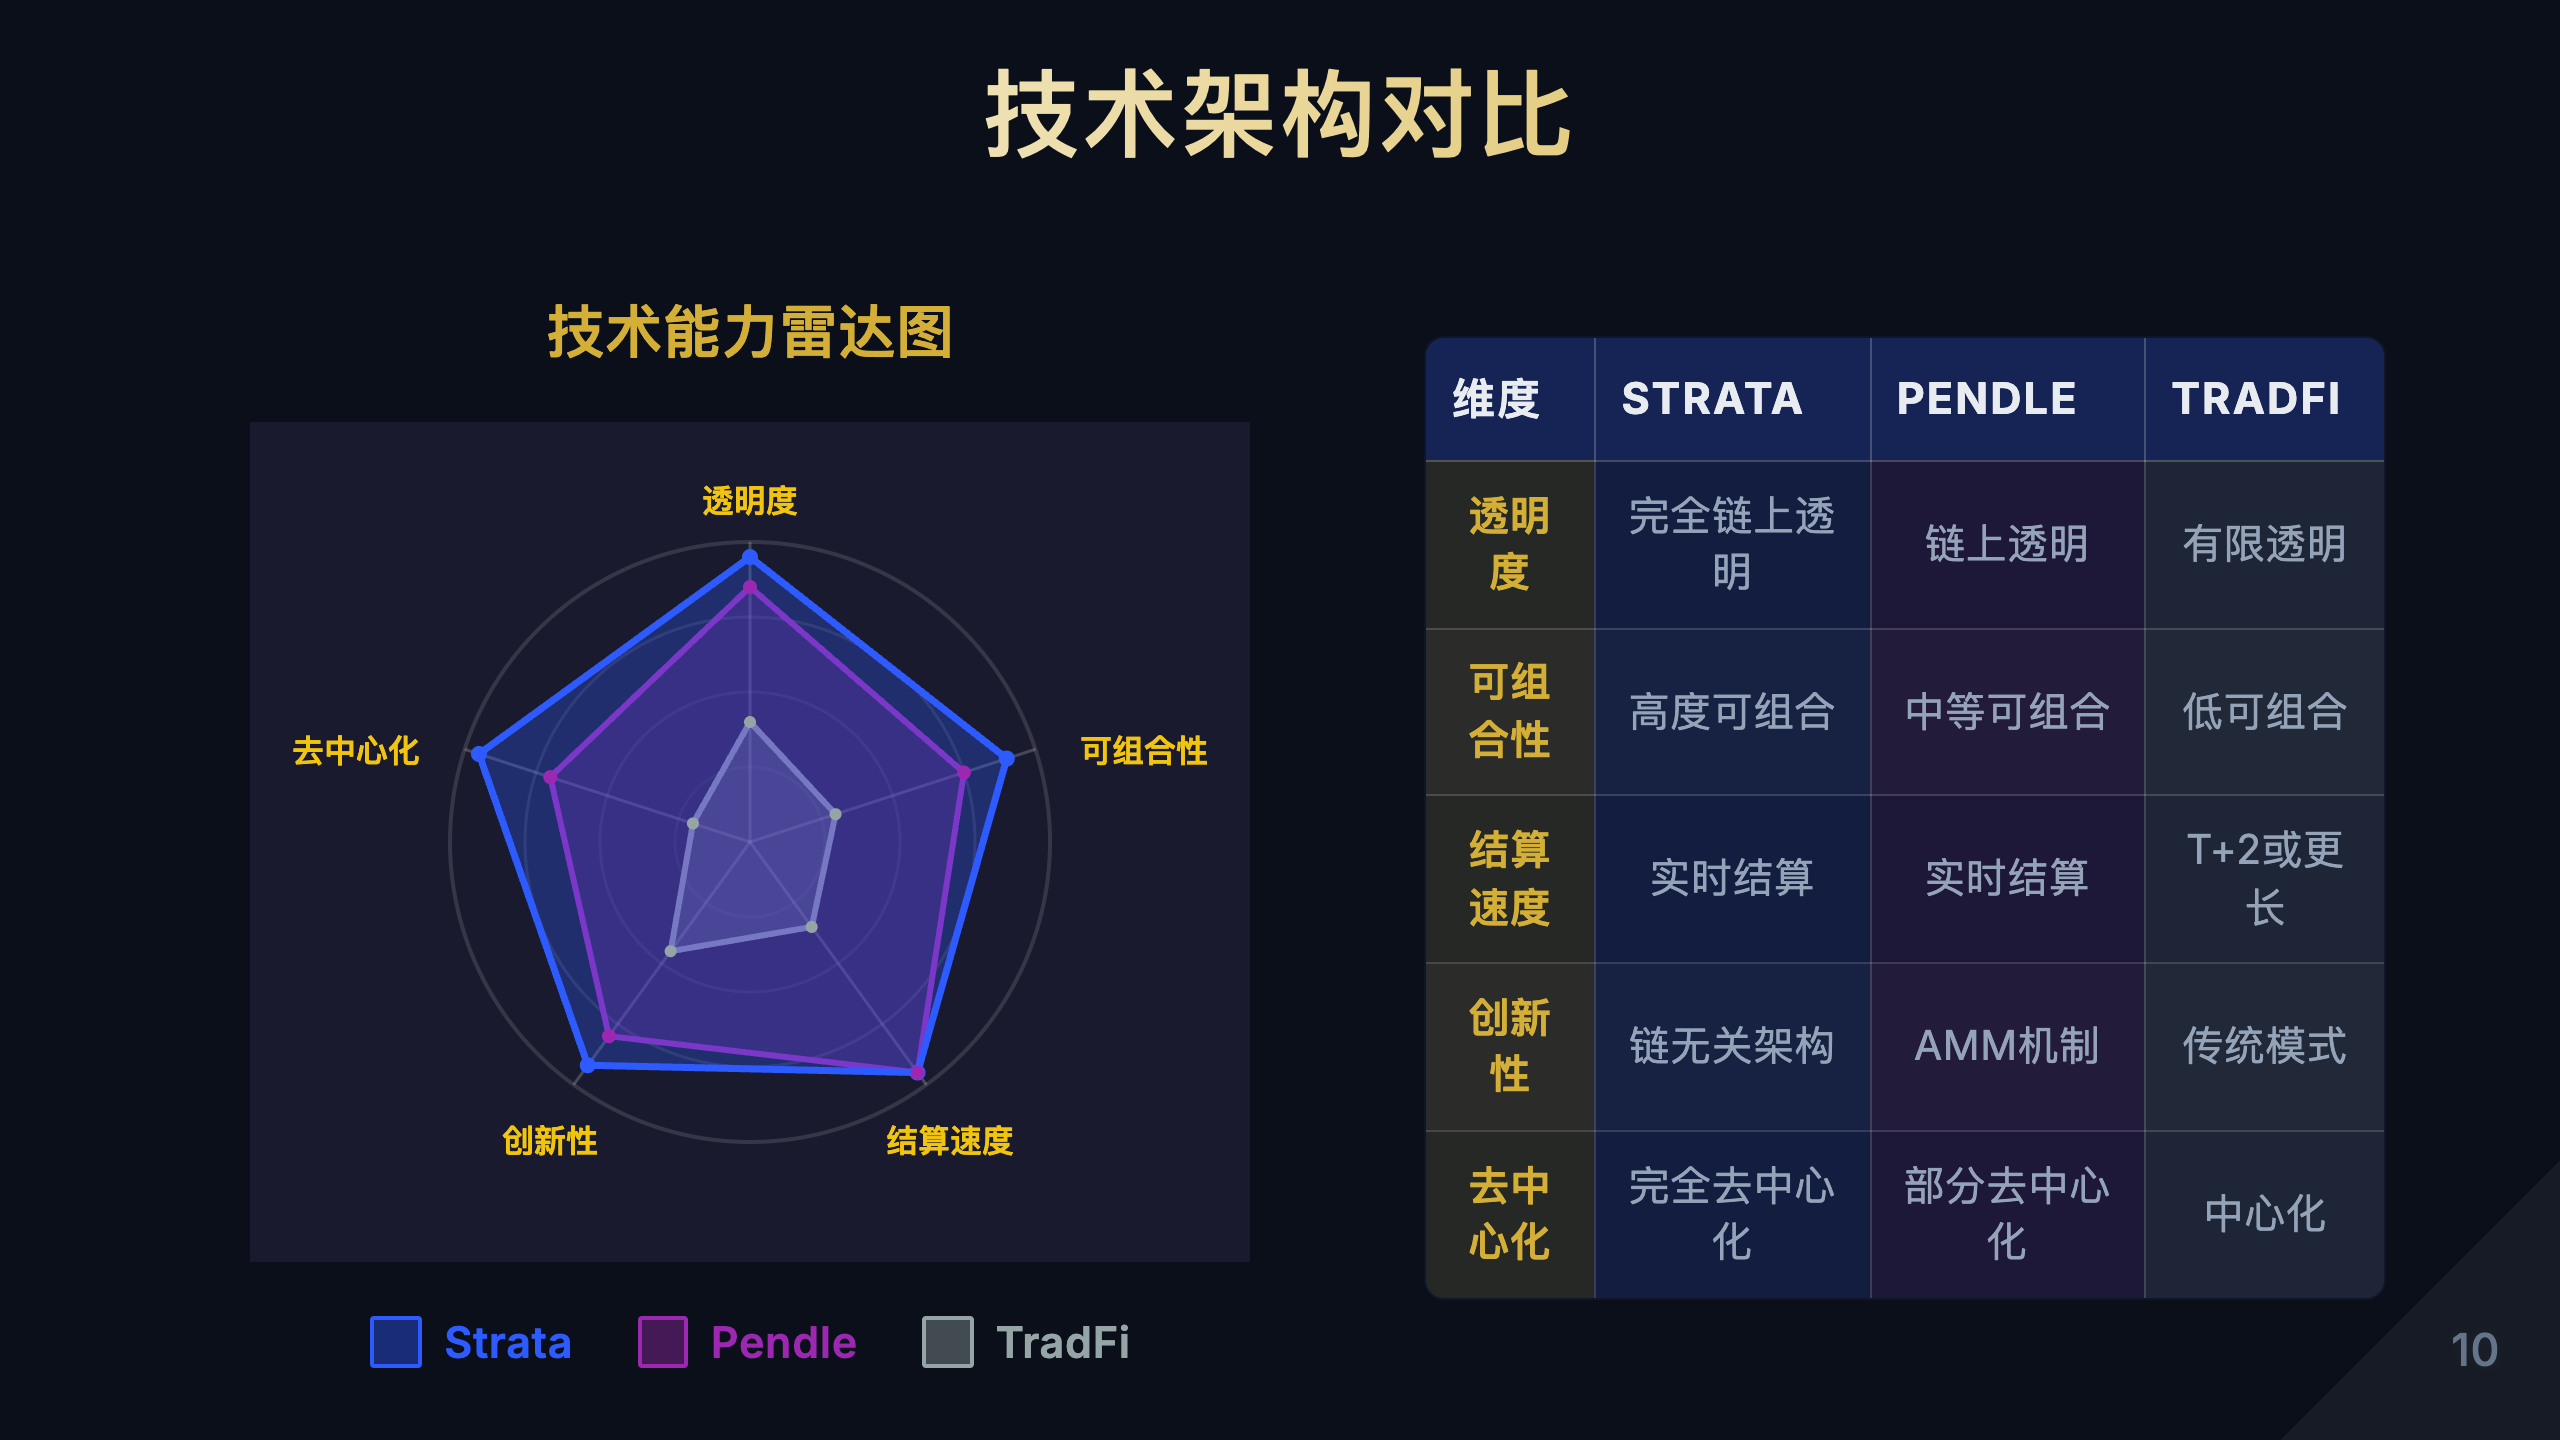 技术架构对比
技术能力雷达图
透明度
去中心化
可组合性
创新性
结算速度
Strata
Pendle
TradFi
维度 STRATA PENDLE TRADFI
透明
度
完全链上透
明
链上透明
有限透明
可组
合性
高度可组合
中等可组合
低可组合
结算
速度
实时结算
实时结算
T+2或更
长
创新
性
链无关架构
AMM机制
传统模式
去中
心化
完全去中心
化
部分去中心
化
中心化
10